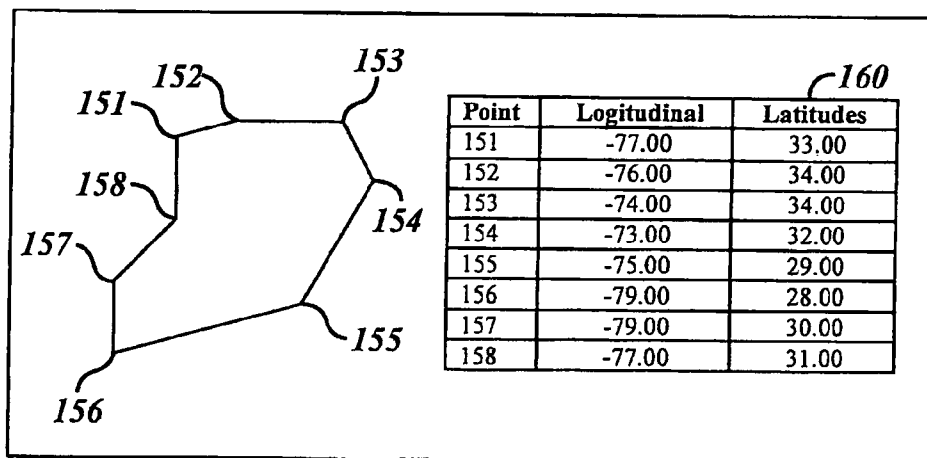 153
152
151
158
157
154
155
156
160
Point Logitudinal Latitudes
151 -77.00 33.00
152 -76.00 34.00
153 -74.00 34.00
154 -73.00 32.00
155 -75.00 29.00
156 -79.00 28.00
157 -79.00 30.00
158 -77.00 31.00